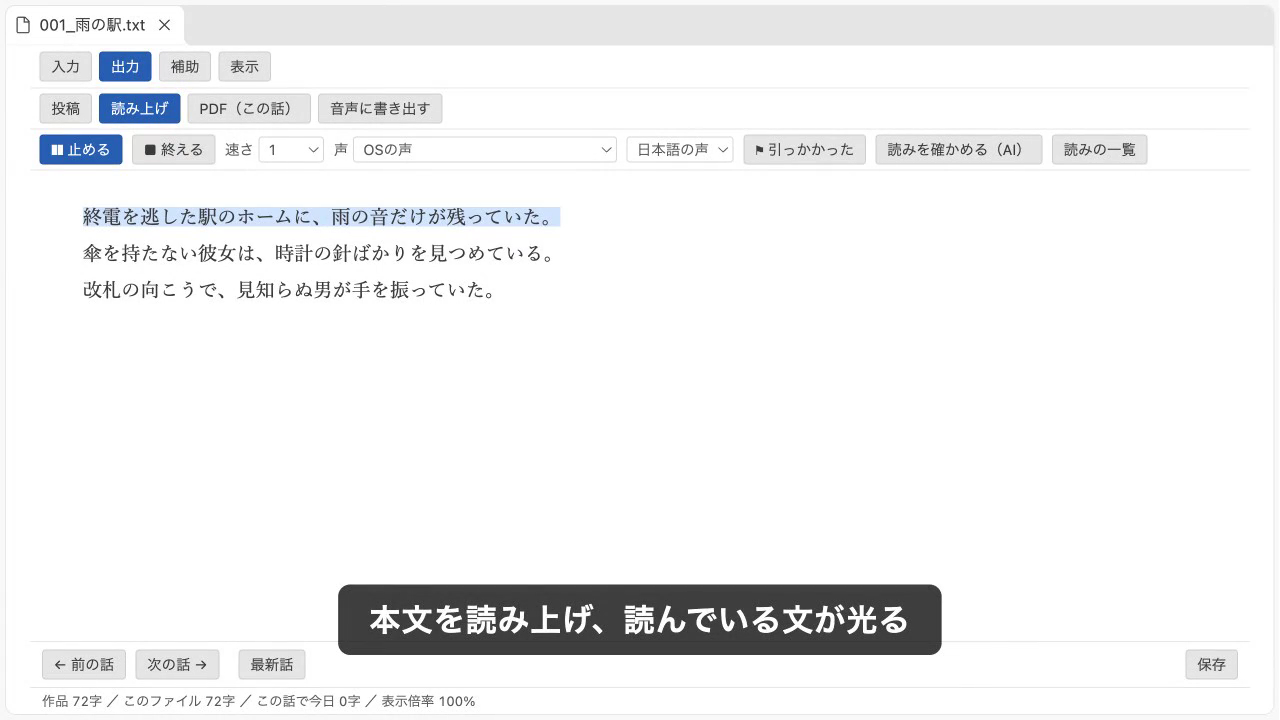 001_雨の駅.txt
入力 出力 補助 表示
投稿 読み上げ PDF（この話） 音声に書き出す
止める 終える 速さ 1 声 OSの声 日本語の声 引っかかった 読みを確かめる（AI） 読みの一覧
終電を逃した駅のホームに、雨の音だけが残っていた。
傘を持たない彼女は、時計の針ばかりを見つめている。
改札の向こうで、見知らぬ男が手を振っていた。
本文を読み上げ、読んでいる文が光る
← 前の話 次の話 → 最新話 保存
作品 72字 ／ このファイル 72字 ／ この話で今日 0字 ／ 表示倍率 100%